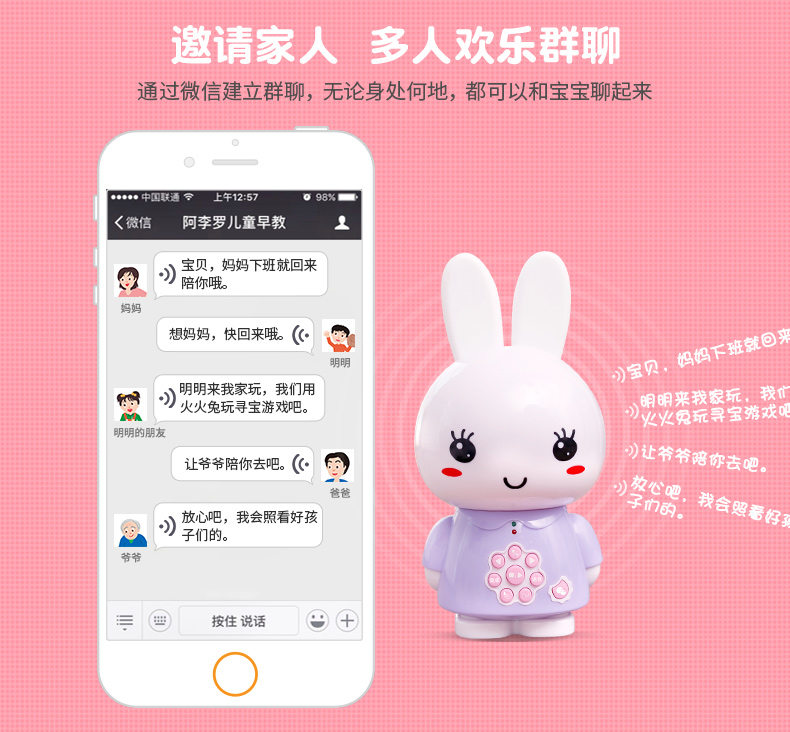 邀请家人 多人欢乐群聊
通过微信建立群聊，无论身处何地，都可以和宝宝聊起来
中国联通 上午12:57 98%
微信 阿李罗儿童早教
宝贝，妈妈下班就回来
陪你哦。
妈妈
想妈妈，快回来哦。
明明
明明来我家玩，我们用
火火兔玩寻宝游戏吧。
明明的朋友
让爷爷陪你去吧。
爸爸
放心吧，我会照看好孩
子们的。
爷爷
按住 说话
宝贝，妈妈下班就回来
明明来我家玩，我们
火火兔玩寻宝游戏吧
让爷爷陪你去吧。
放心吧，我会照看好孩
子们的。